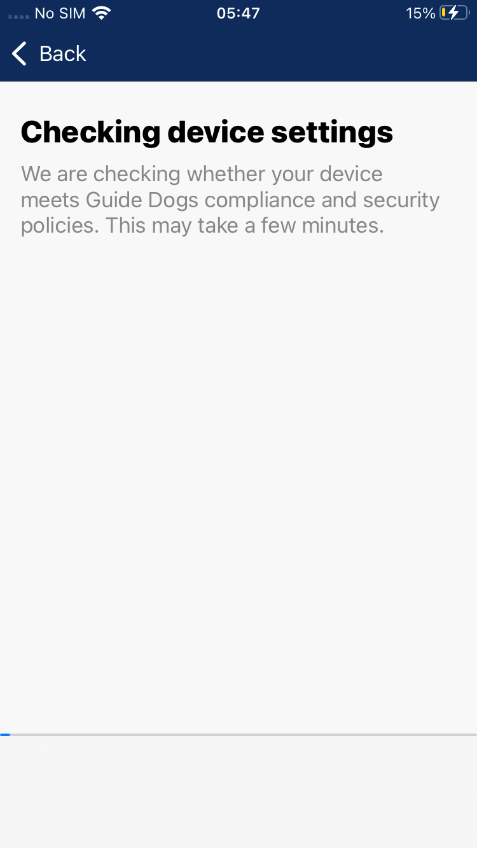 No SIM 05:47 15%
Back
Checking device settings
We are checking whether your device
meets Guide Dogs compliance and security
policies. This may take a few minutes.